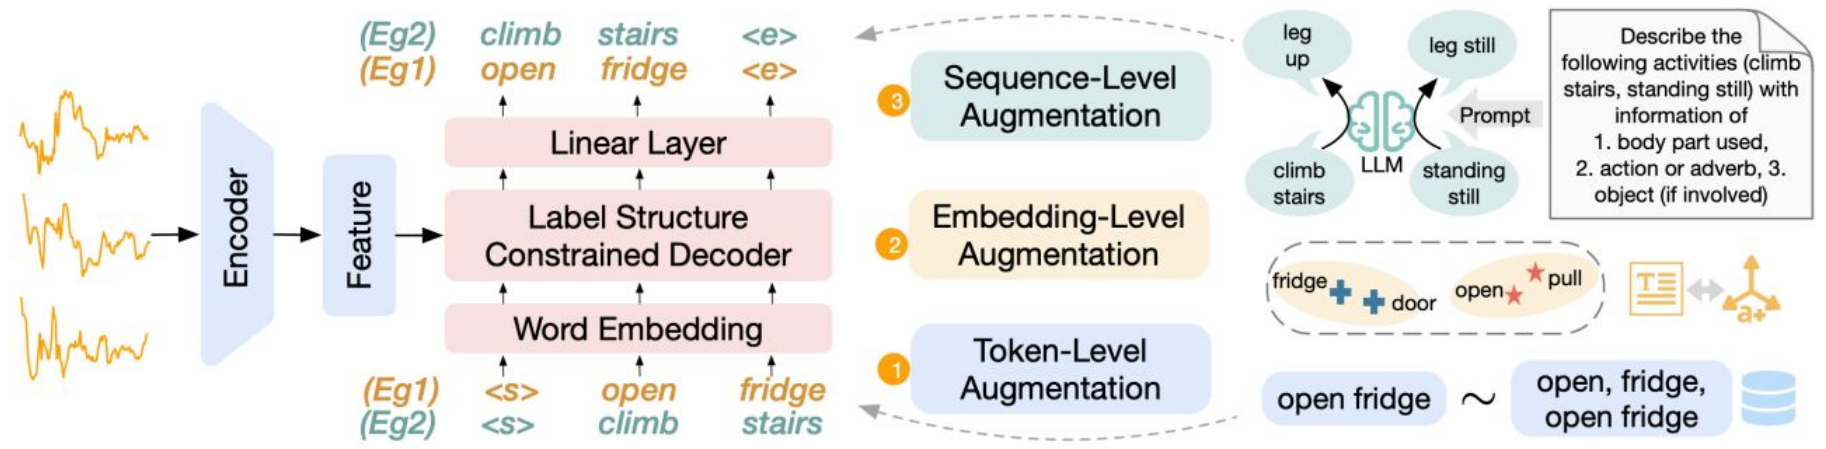 (Eg2) climb stairs <e>
(Eg1) open fridge <e>
Linear Layer
Label Structure
Constrained Decoder
Word Embedding
(Eg1) <s> open fridge
(Eg2) <s> climb stairs
Encoder
Feature
3
Sequence-Level
Augmentation
2
Embedding-Level
Augmentation
1
Token-Level
Augmentation
leg
up
leg still
climb
stairs
LLM
standing
still
Prompt
Describe the
following activities (climb
stairs, standing still) with
information of
1. body part used,
2. action or adverb, 3.
object (if involved)
fridge
door
open
pull
T
a+
open fridge
~
open, fridge,
open fridge